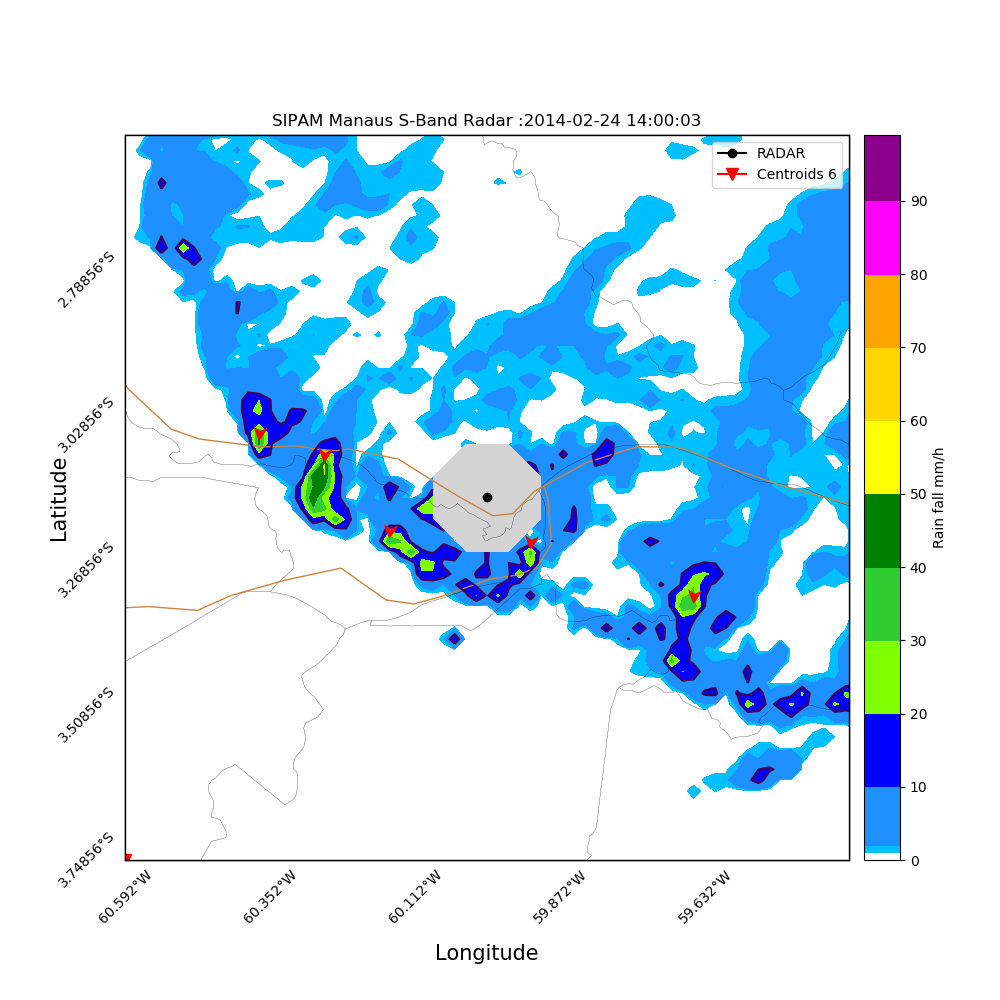 SIPAM Manaus S-Band Radar :2014-02-24 14:00:03
RADAR
Centroids 6
Latitude
2.78856°S
3.02856°S
3.26856°S
3.50856°S
3.74856°S
60.592°W
60.352°W
60.112°W
59.872°W
59.632°W
Longitude
90
80
70
60
50
40
30
20
10
0
Rain fall mm/h